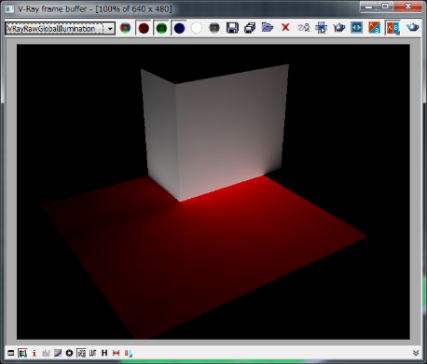 V-Ray frame buffer - [100% of 640 x 480]
VRayRawGlobalIllumination
H